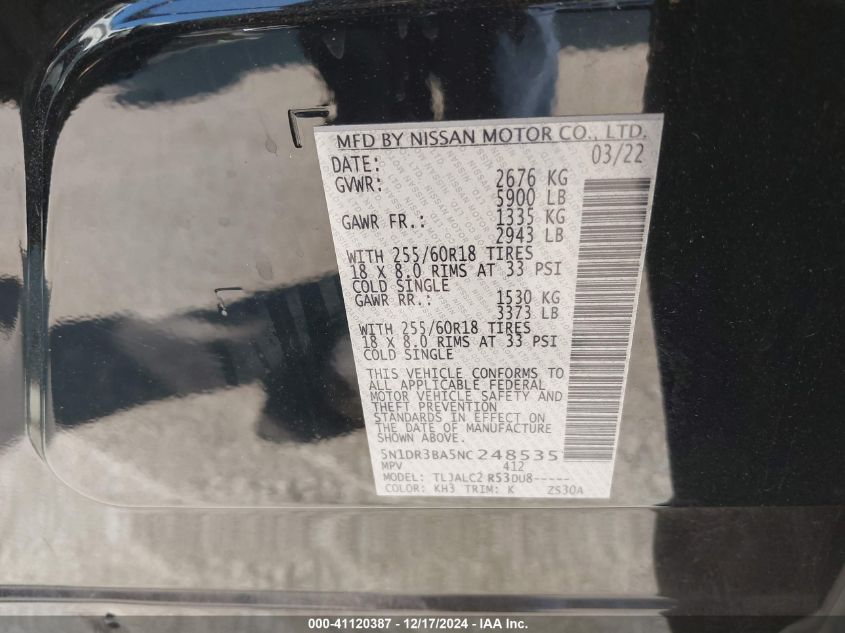 MFD BY NISSAN MOTOR CO., LTD.
DATE: 03/22
GVWR: 2676 KG
5900 LB
GAWR FR.: 1335 KG
2943 LB
WITH 255/60R18 TIRES
18 X 8.0 RIMS AT 33 PSI
COLD SINGLE
GAWR RR.: 1530 KG
3373 LB
WITH 255/60R18 TIRES
18 X 8.0 RIMS AT 33 PSI
COLD SINGLE
THIS VEHICLE CONFORMS TO
ALL APPLICABLE FEDERAL
MOTOR VEHICLE SAFETY AND
THEFT PREVENTION
STANDARDS IN EFFECT ON
THE DATE OF MANUFACTURE
SHOWN ABOVE.
5N1DR3BA5NC248535
MPV 412
MODEL: TLJALC2 R53DU8-----
COLOR: KH3 TRIM: K ZS30A
000-41120387 - 12/17/2024 - IAA Inc.